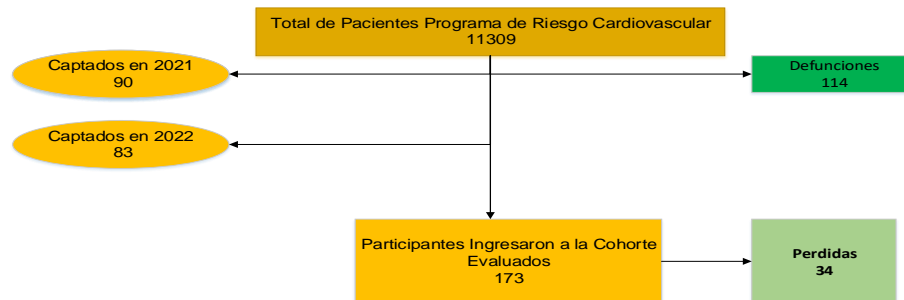 Total de Pacientes Programa de Riesgo Cardiovascular
11309
Captados en 2021
90
Defunciones
114
Captados en 2022
83
Participantes Ingresaron a la Cohorte
Evaluados
173
Perdidas
34